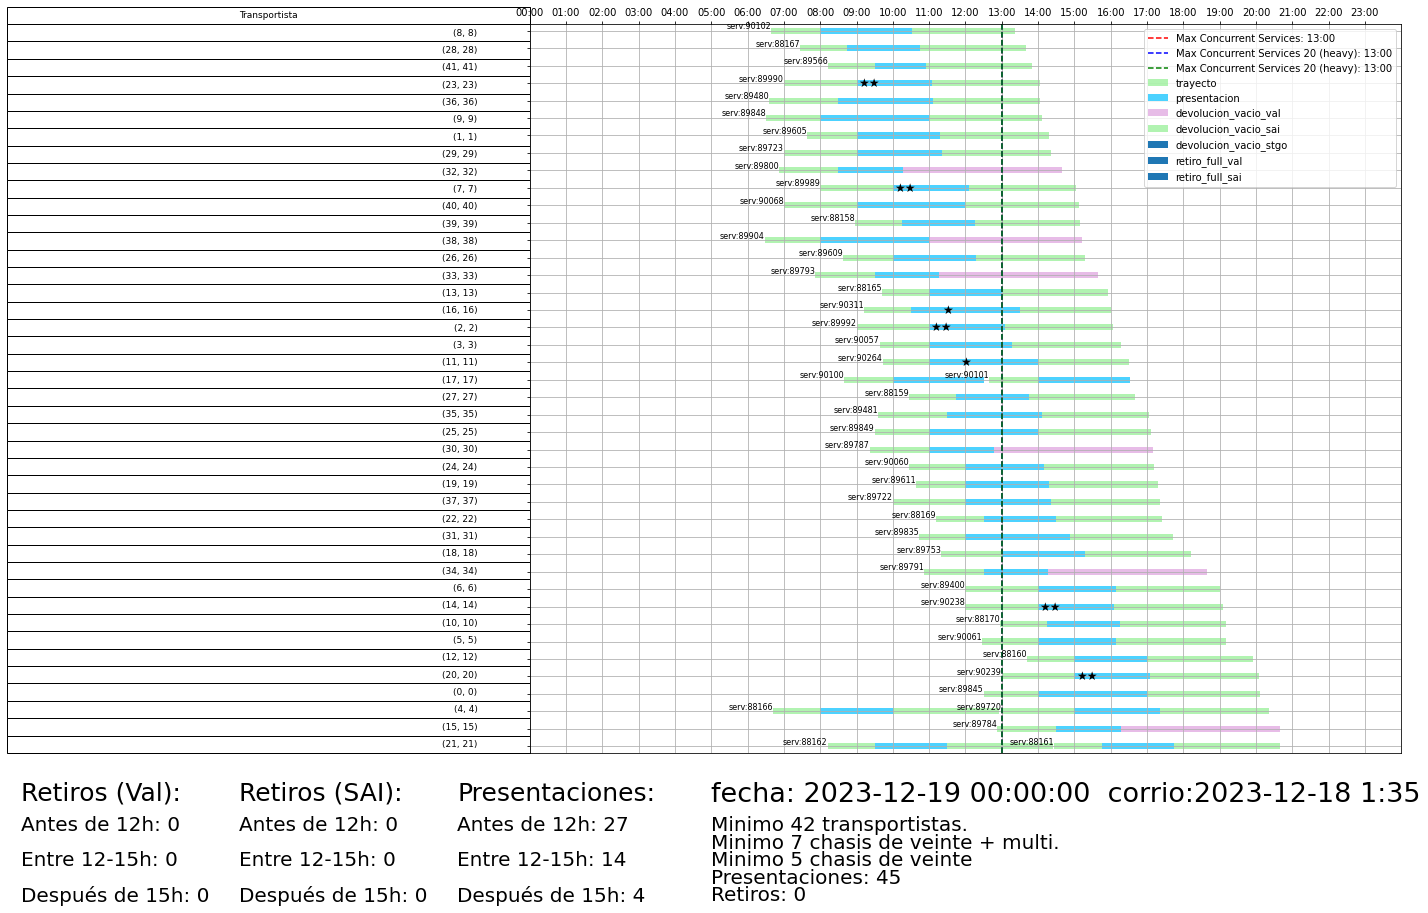 Transportista
00:00 01:00 02:00 03:00 04:00 05:00 06:00 07:00 08:00 09:00 10:00 11:00 12:00 13:00 14:00 15:00 16:00 17:00 18:00 19:00 20:00 21:00 22:00 23:00
(8, 8) serv:90102
(28, 28) serv:88167
(41, 41) serv:89566
(23, 23) serv:89990
(36, 36) serv:89480
(9, 9) serv:89848
(1, 1) serv:89605
(29, 29) serv:89723
(32, 32) serv:89800
(7, 7) serv:89989
(40, 40) serv:90068
(39, 39) serv:88158
(38, 38) serv:89904
(26, 26) serv:89609
(33, 33) serv:89793
(13, 13) serv:88165
(16, 16) serv:90311
(2, 2) serv:89992
(3, 3) serv:90057
(11, 11) serv:90264
(17, 17) serv:90100 serv:90101
(27, 27) serv:88159
(35, 35) serv:89481
(25, 25) serv:89849
(30, 30) serv:89787
(24, 24) serv:90060
(19, 19) serv:89611
(37, 37) serv:89722
(22, 22) serv:88169
(31, 31) serv:89835
(18, 18) serv:89753
(34, 34) serv:89791
(6, 6) serv:89400
(14, 14) serv:90238
(10, 10) serv:88170
(5, 5) serv:90061
(12, 12) serv:88160
(20, 20) serv:90239
(0, 0) serv:89845
(4, 4) serv:88166 serv:89720
(15, 15) serv:89784
(21, 21) serv:88162 serv:88161
Max Concurrent Services: 13:00
Max Concurrent Services 20 (heavy): 13:00
Max Concurrent Services 20 (heavy): 13:00
trayecto
presentacion
devolucion_vacio_val
devolucion_vacio_sai
devolucion_vacio_stgo
retiro_full_val
retiro_full_sai
Retiros (Val):
Antes de 12h: 0
Entre 12-15h: 0
Después de 15h: 0
Retiros (SAI):
Antes de 12h: 0
Entre 12-15h: 0
Después de 15h: 0
Presentaciones:
Antes de 12h: 27
Entre 12-15h: 14
Después de 15h: 4
fecha: 2023-12-19 00:00:00 corrio:2023-12-18 1:35
Minimo 42 transportistas.
Minimo 7 chasis de veinte + multi.
Minimo 5 chasis de veinte
Presentaciones: 45
Retiros: 0